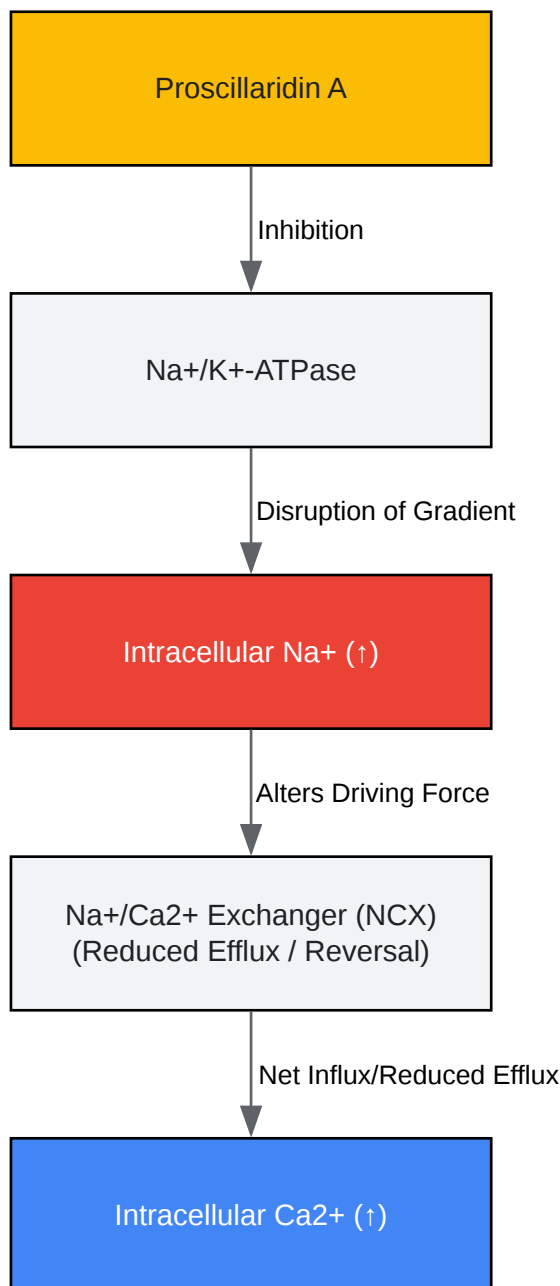 Proscillaridin A
Inhibition
Na+/K+-ATPase
Disruption of Gradient
Intracellular Na+ (↑)
Alters Driving Force
Na+/Ca2+ Exchanger (NCX)
(Reduced Efflux / Reversal)
Net Influx/Reduced Efflux
Intracellular Ca2+ (↑)